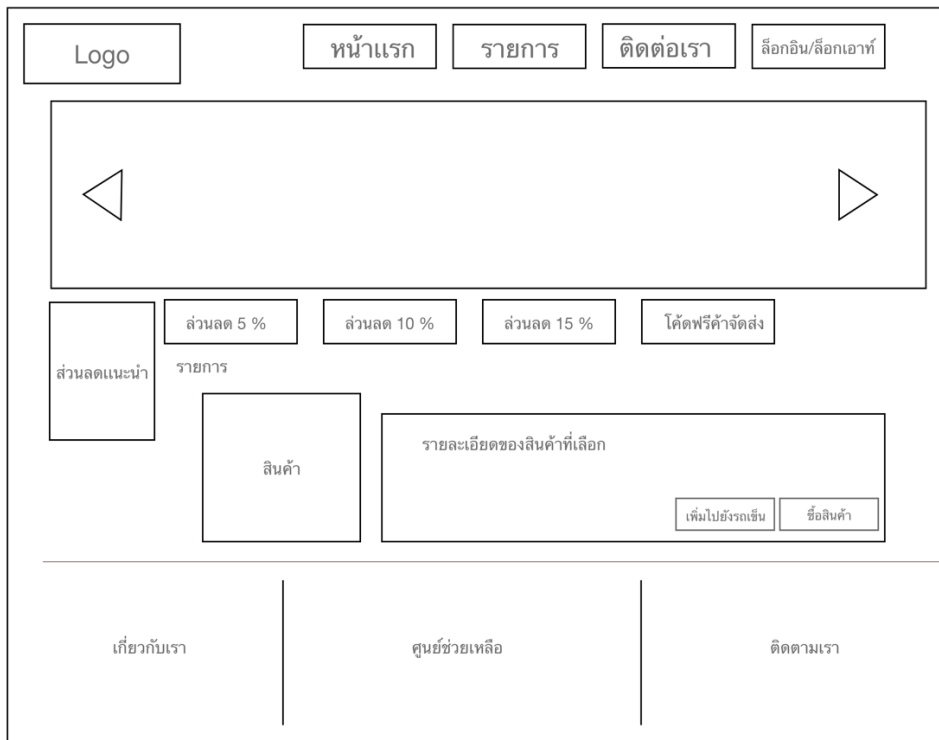 Logo
หน้าแรก
รายการ
ติดต่อเรา
ล็อกอิน/ล็อกเอาท์
ส่วนลดแนะนำ
ล่วนลด 5 %
ล่วนลด 10 %
ล่วนลด 15 %
โค้ดฟรีค้าจัดส่ง
รายการ
สินค้า
รายละเอียดของสินค้าที่เลือก
เพิ่มไปยังรถเข็น
ซื้อสินค้า
เกี่ยวกับเรา
ศูนย์ช่วยเหลือ
ติดตามเรา